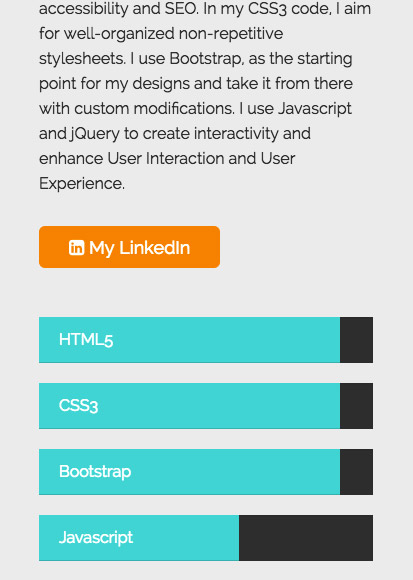 accessibility and SEO. In my CSS3 code, I aim
for well-organized non-repetitive
stylesheets. I use Bootstrap, as the starting
point for my designs and take it from there
with custom modifications. I use Javascript
and jQuery to create interactivity and
enhance User Interaction and User
Experience.
My LinkedIn
HTML5
CSS3
Bootstrap
Javascript